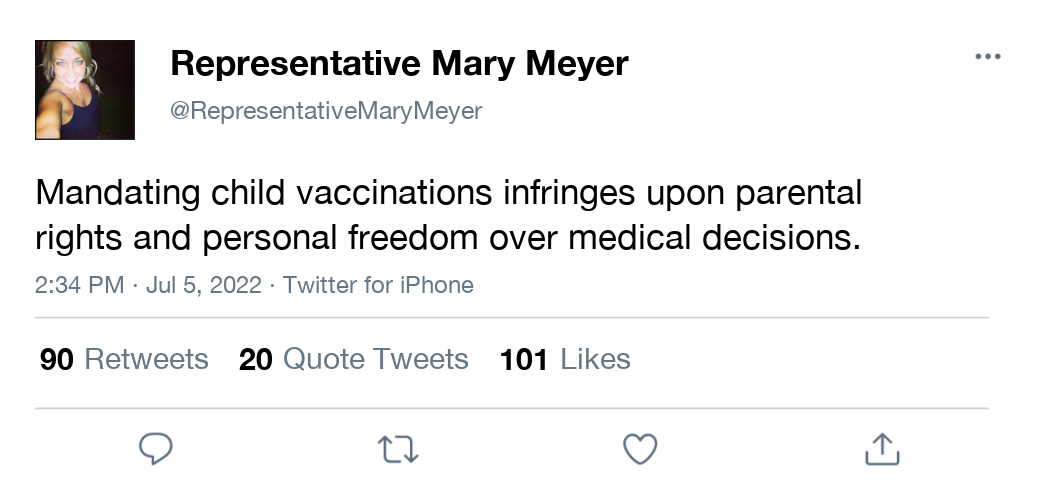 Representative Mary Meyer
@RepresentativeMaryMeyer
Mandating child vaccinations infringes upon parental
rights and personal freedom over medical decisions.
2:34 PM · Jul 5, 2022 · Twitter for iPhone
90 Retweets 20 Quote Tweets 101 Likes